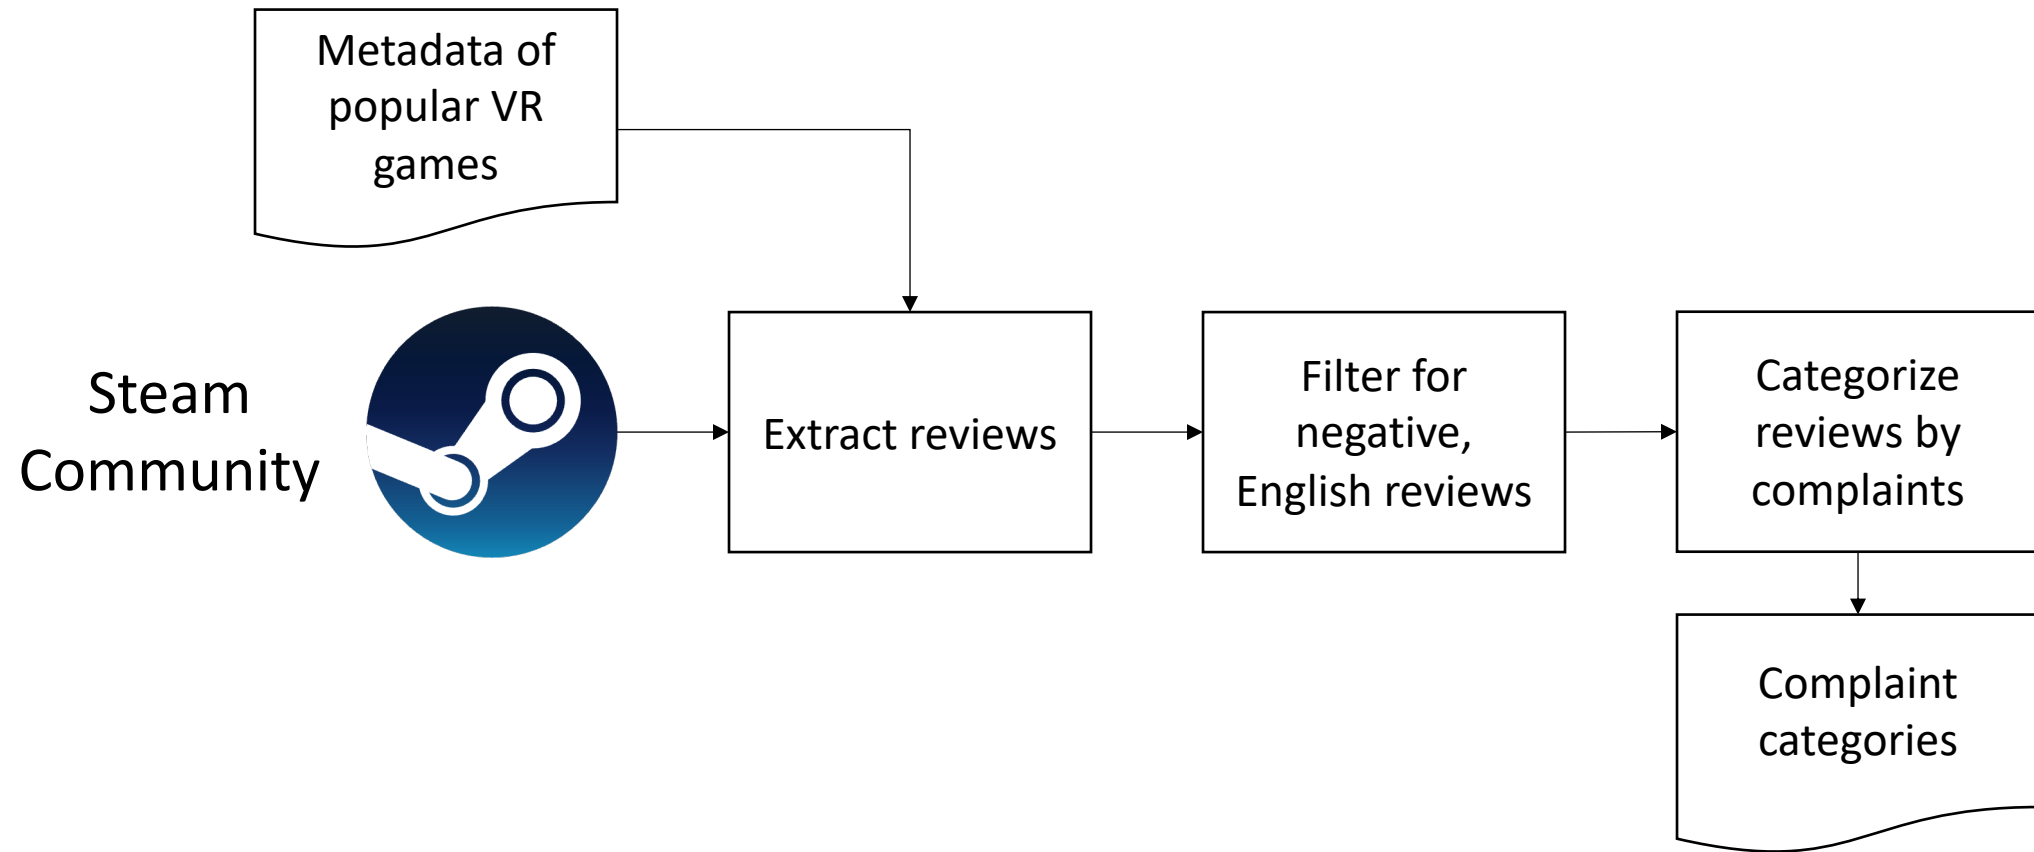 Metadata of
popular VR
games
Steam
Community
Extract reviews
Filter for
negative,
English reviews
Categorize
reviews by
complaints
Complaint
categories